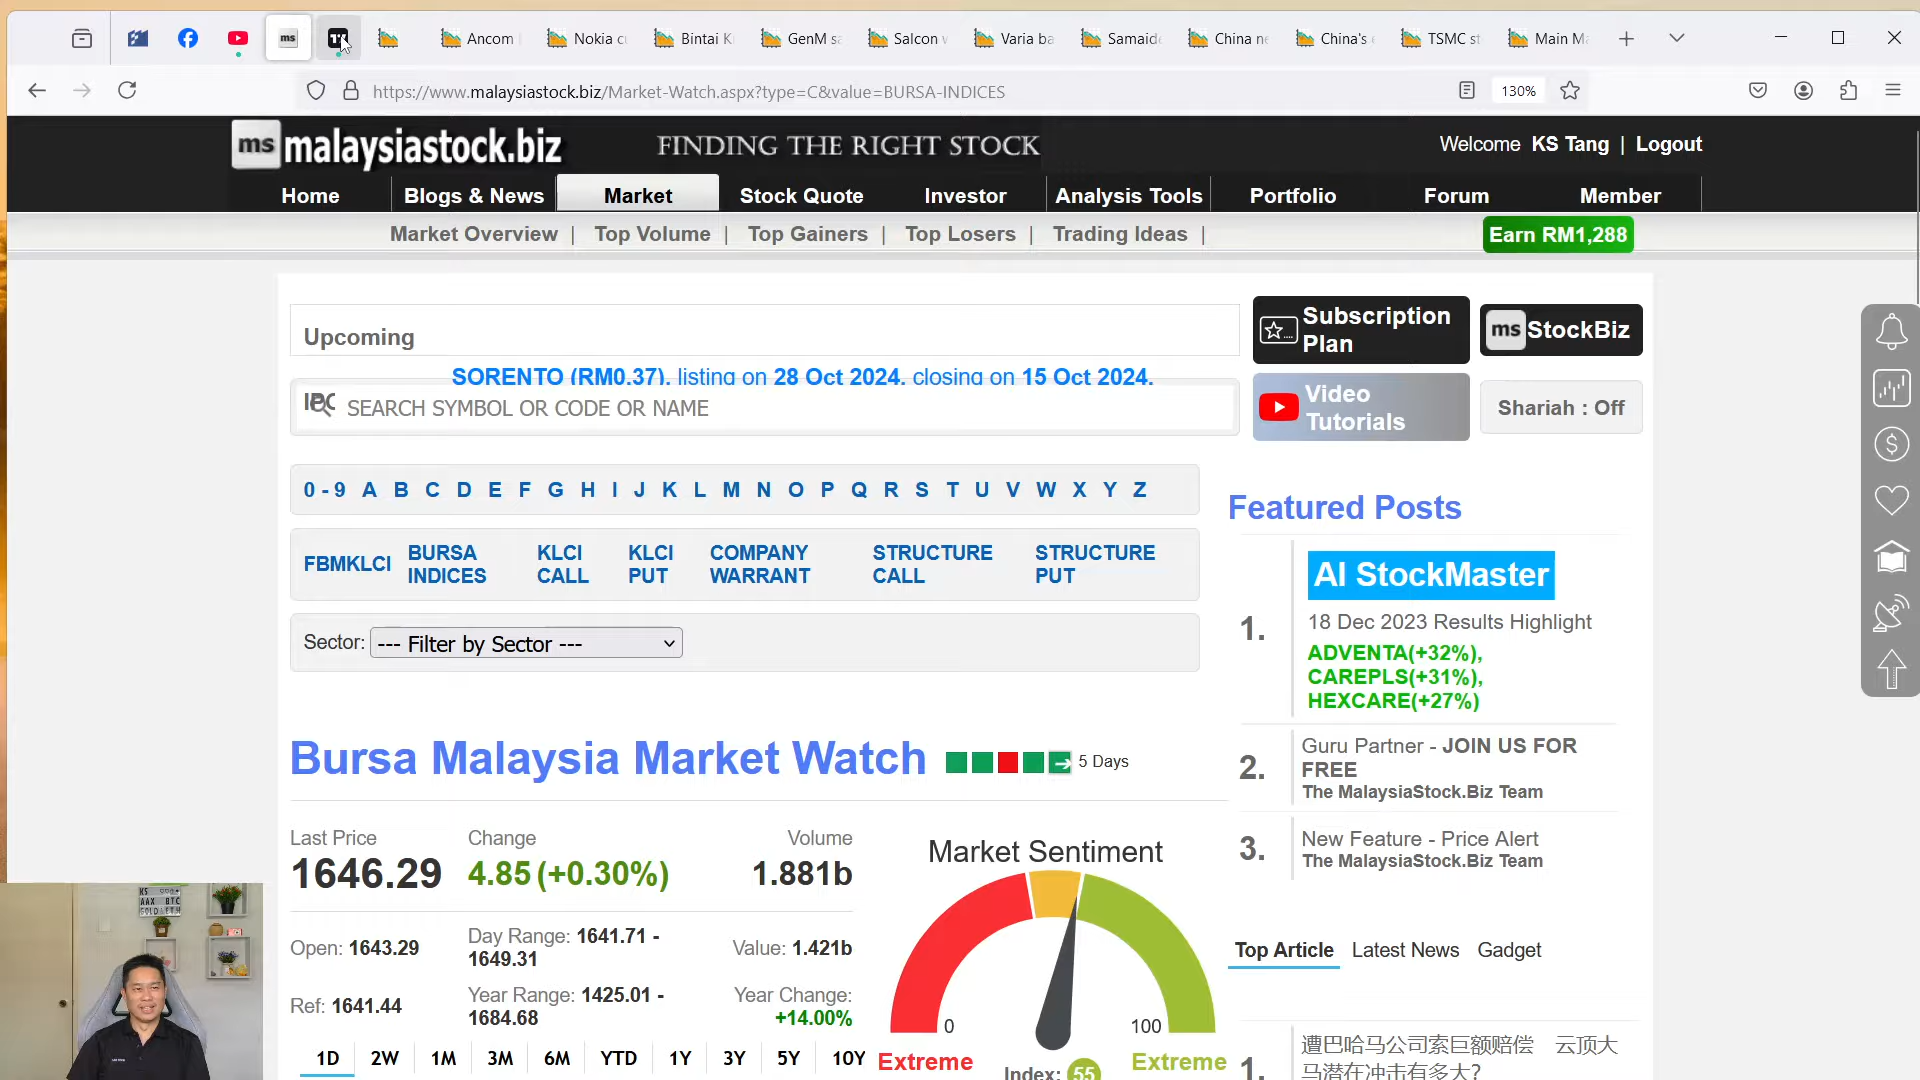 ms
Ancom
Nokia c
Bintai K
GenM sa
Salcon w
Varia ba
Samaide
China ne
China's e
TSMC st
Main Ma
https://www.malaysiastock.biz/Market-Watch.aspx?type=C&value=BURSA-INDICES
130%
ms malaysiastock.biz
FINDING THE RIGHT STOCK
Welcome KS Tang | Logout
Home
Blogs & News
Market
Stock Quote
Investor
Analysis Tools
Portfolio
Forum
Member
Market Overview |
Top Volume |
Top Gainers |
Top Losers |
Trading Ideas |
Earn RM1,288
Upcoming
IPO
SORENTO (RM0.37), listing on 28 Oct 2024, closing on 15 Oct 2024.
SEARCH SYMBOL OR CODE OR NAME
Subscription
Plan
ms StockBiz
Video
Tutorials
Shariah : Off
0 - 9 A B C D E F G H I J K L M N O P Q R S T U V W X Y Z
FBMKLCI
BURSA
INDICES
KLCI
CALL
KLCI
PUT
COMPANY
WARRANT
STRUCTURE
CALL
STRUCTURE
PUT
Sector: --- Filter by Sector ---
Featured Posts
1.
AI StockMaster
18 Dec 2023 Results Highlight
ADVENTA(+32%),
CAREPLS(+31%),
HEXCARE(+27%)
2.
Guru Partner - JOIN US FOR
FREE
The MalaysiaStock.Biz Team
3.
New Feature - Price Alert
The MalaysiaStock.Biz Team
Bursa Malaysia Market Watch
5 Days
Last Price
1646.29
Change
4.85 (+0.30%)
Volume
1.881b
Open: 1643.29
Day Range: 1641.71 -
1649.31
Value: 1.421b
Ref: 1641.44
Year Range: 1425.01 -
1684.68
Year Change:
+14.00%
1D 2W 1M 3M 6M YTD 1Y 3Y 5Y 10Y
Market Sentiment
0
100
Extreme
Index: 55
Extreme
Top Article
Latest News
Gadget
1.
遭巴哈马公司索巨额赔偿 云顶大
马潜在冲击有多大?
KS
AAX BTC
GOLD ETH